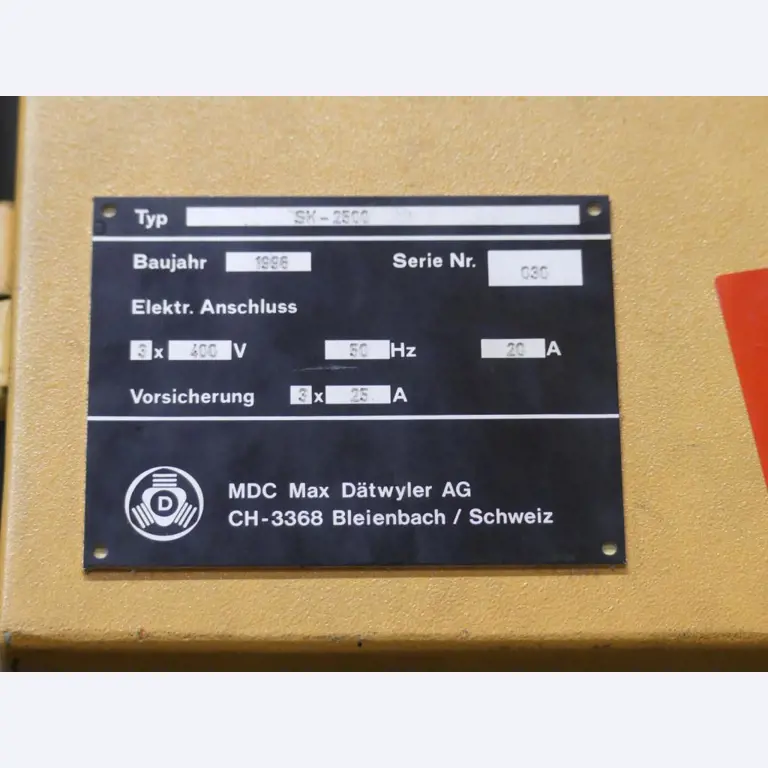 Typ SK-2500
Baujahr 1996 Serie Nr. 030
Elektr. Anschluss
3 x 400 V 50 Hz 20 A
Vorsicherung 3 x 25 A
D
MDC Max Dätwyler AG
CH-3368 Bleienbach / Schweiz